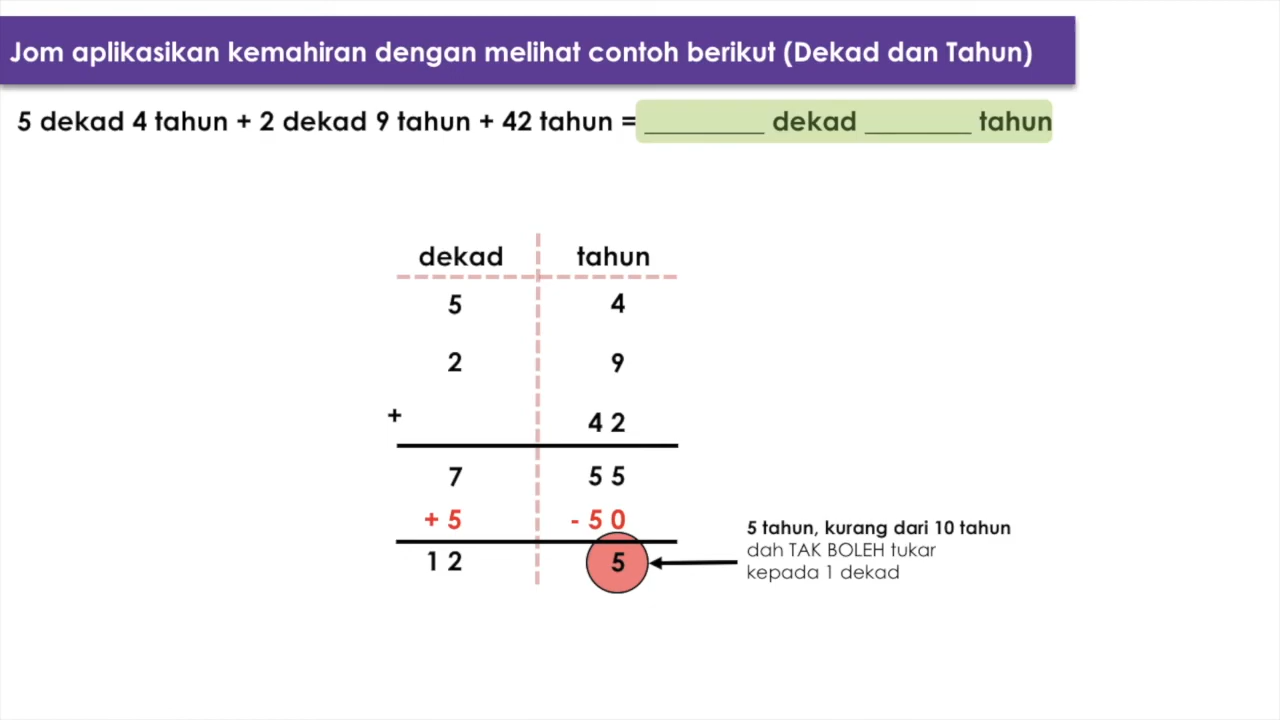 Jom aplikasikan kemahiran dengan melihat contoh berikut (Dekad dan Tahun)
5 dekad 4 tahun + 2 dekad 9 tahun + 42 tahun = ________ dekad _______ tahun
dekad tahun
5 4
2 9
+ 4 2
7 5 5
+ 5 - 5 0
1 2 5
5 tahun, kurang dari 10 tahun
dah TAK BOLEH tukar
kepada 1 dekad